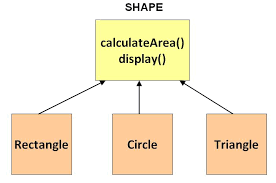 SHAPE
calculateArea()
display()
Rectangle
Circle
Triangle